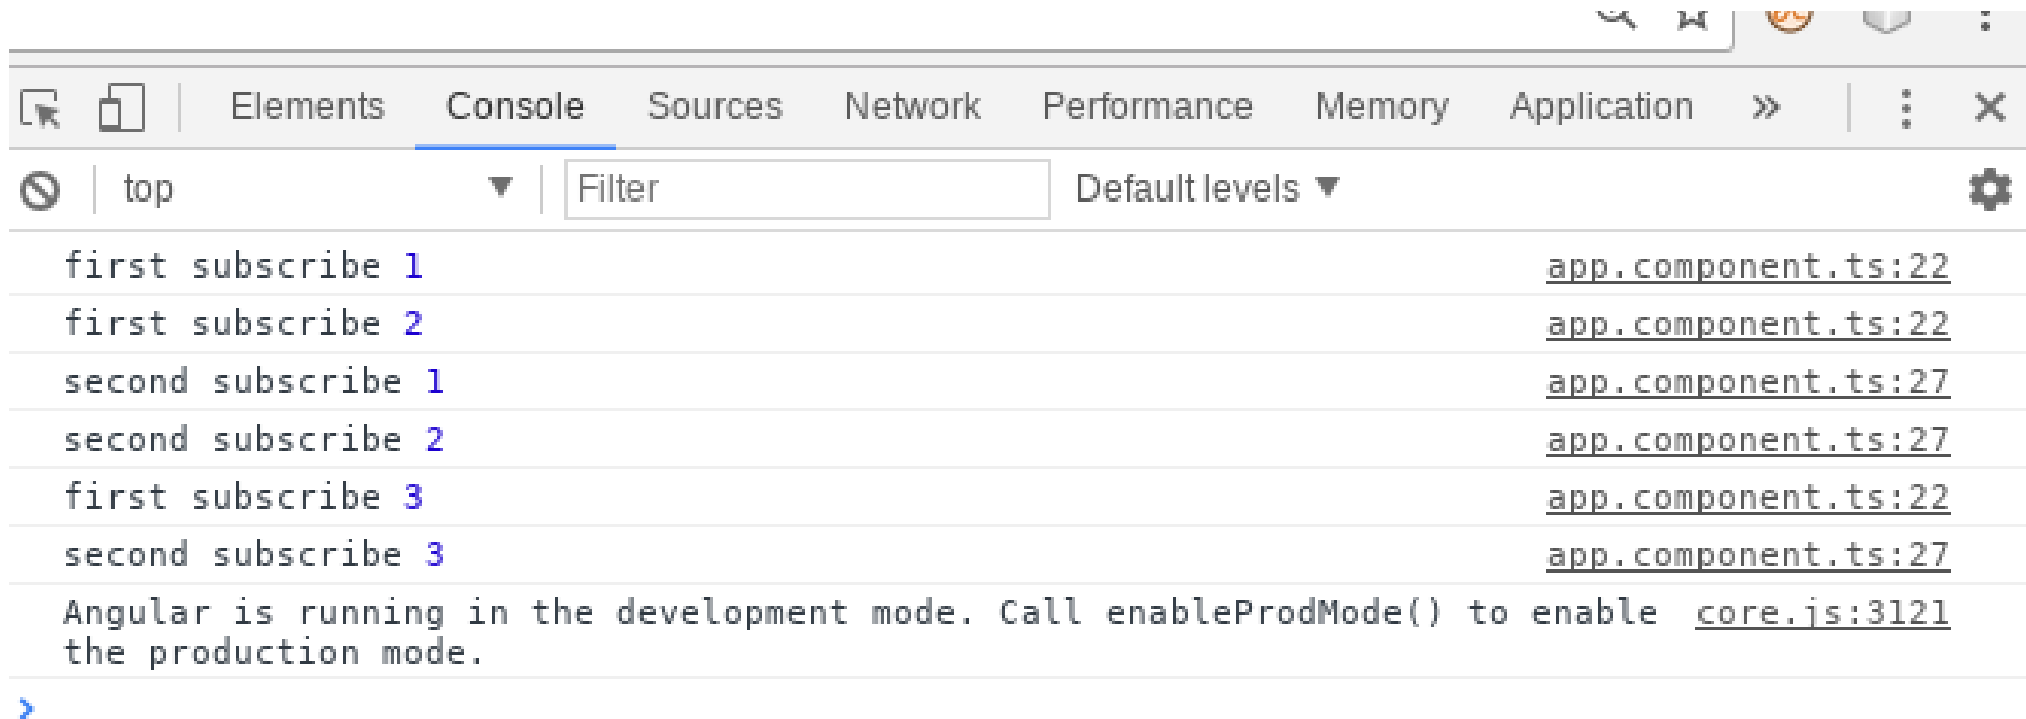 Elements Console Sources Network Performance Memory Application »
top Filter Default levels
first subscribe 1 app.component.ts:22
first subscribe 2 app.component.ts:22
second subscribe 1 app.component.ts:27
second subscribe 2 app.component.ts:27
first subscribe 3 app.component.ts:22
second subscribe 3 app.component.ts:27
Angular is running in the development mode. Call enableProdMode() to enable core.js:3121
the production mode.